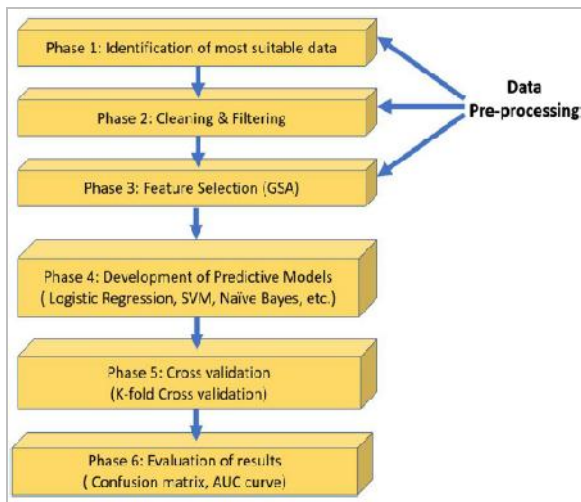 Phase 1: Identification of most suitable data
Data
Pre-processing:
Phase 2: Cleaning & Filtering
Phase 3: Feature Selection (GSA)
Phase 4: Development of Predictive Models
( Logistic Regression, SVM, Naïve Bayes, etc.)
Phase 5: Cross validation
(K-fold Cross validation)
Phase 6: Evaluation of results
( Confusion matrix, AUC curve)